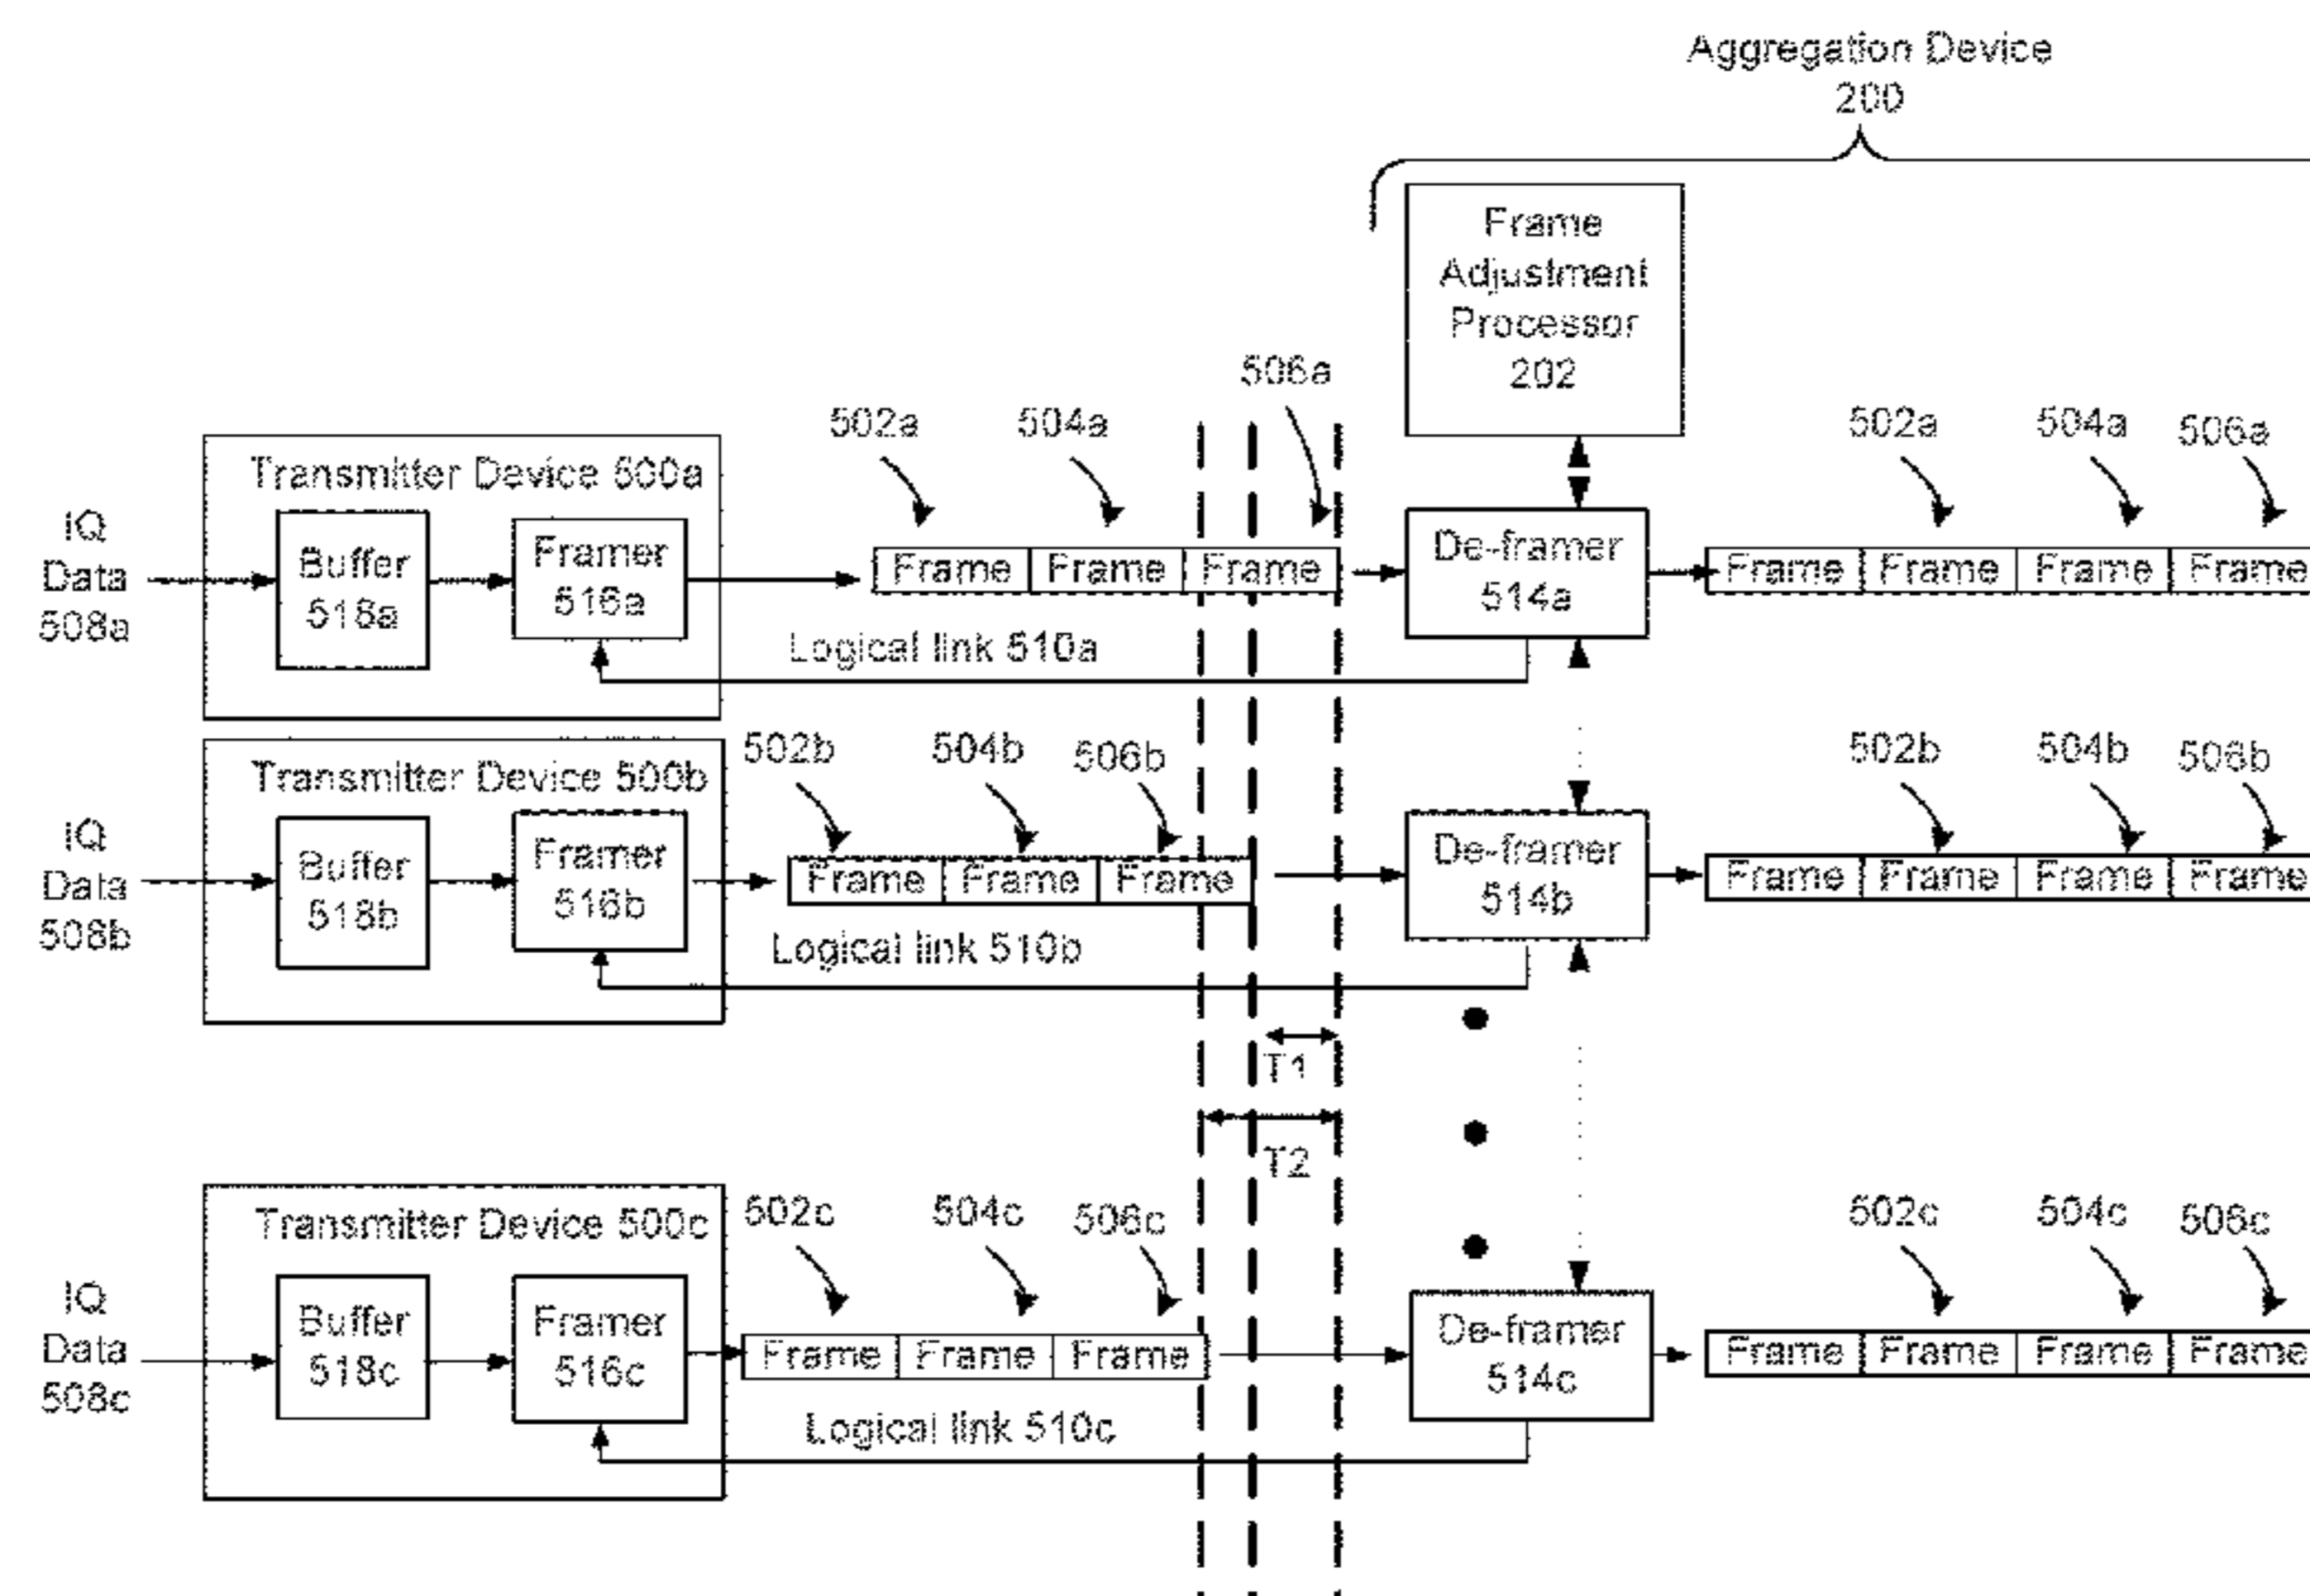 Aggregation Device
200
Frame
Adjustment
Processor
202
506a
502a
504a
502a
504a
506a
Transmitter Device 500a
IQ
Data
508a
Buffer
518a
Framer
516a
Frame Frame Frame
De-framer
514a
Frame Frame Frame Frame
Logical link 510a
502b
504b
506b
502b
504b
506b
Transmitter Device 500b
IQ
Data
508b
Buffer
518b
Framer
516b
Frame Frame Frame
De-framer
514b
Frame Frame Frame Frame
Logical link 510b
T1
T2
502c
504c
506c
502c
504c
506c
Transmitter Device 500c
IQ
Data
508c
Buffer
518c
Framer
516c
Frame Frame Frame
De-framer
514c
Frame Frame Frame Frame
Logical link 510c